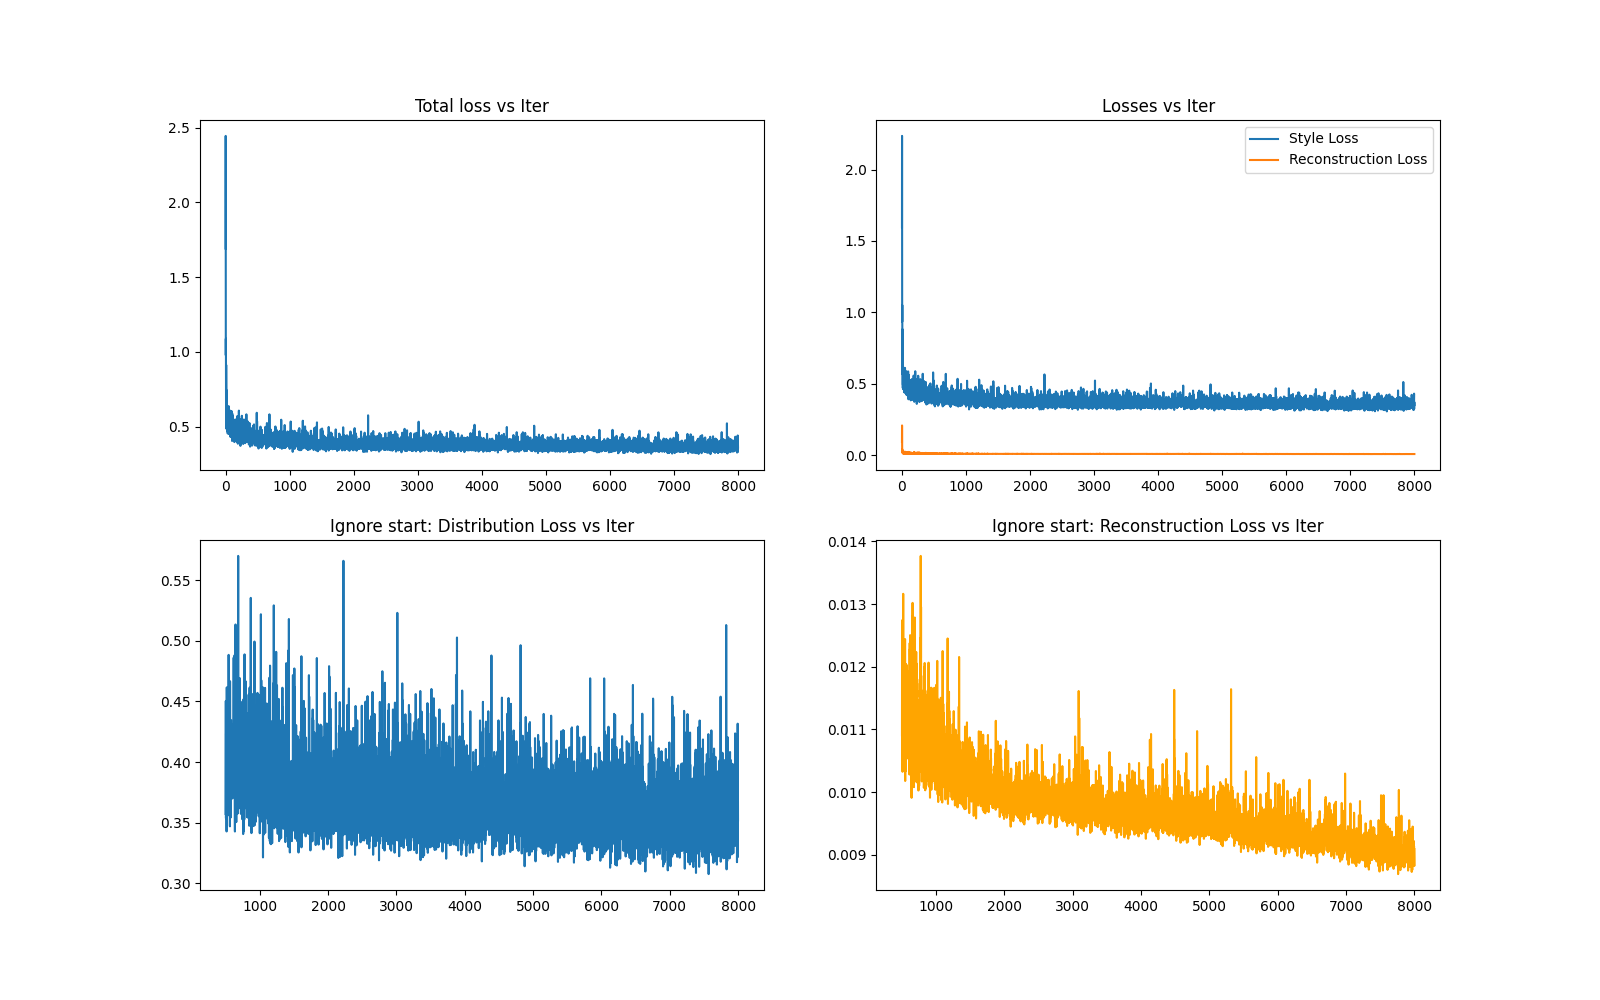 Total loss vs Iter
2.5
2.0
1.5
1.0
0.5
0 1000 2000 3000 4000 5000 6000 7000 8000
Losses vs Iter
Style Loss
Reconstruction Loss
2.0
1.5
1.0
0.5
0.0
0 1000 2000 3000 4000 5000 6000 7000 8000
Ignore start: Distribution Loss vs Iter
0.55
0.50
0.45
0.40
0.35
0.30
1000 2000 3000 4000 5000 6000 7000 8000
Ignore start: Reconstruction Loss vs Iter
0.014
0.013
0.012
0.011
0.010
0.009
1000 2000 3000 4000 5000 6000 7000 8000